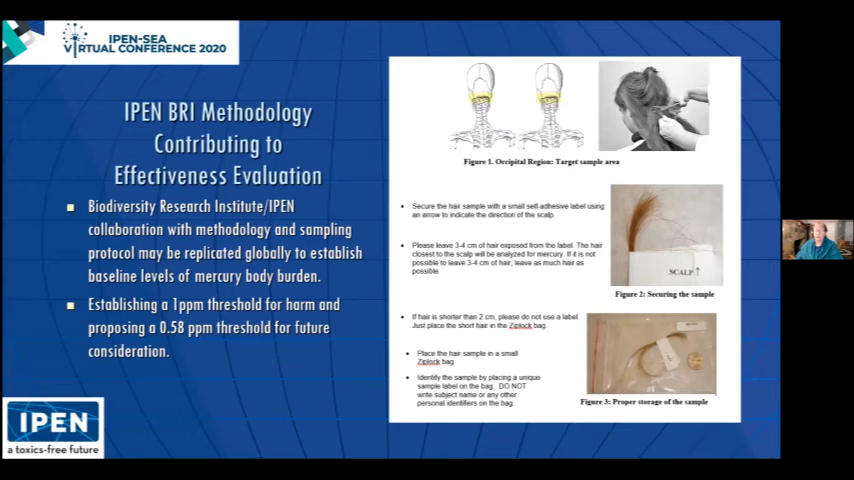 IPEN-SEA
VIRTUAL CONFERENCE 2020
IPEN BRI Methodology
Contributing to
Effectiveness Evaluation
Biodiversity Research Institute/IPEN
collaboration with methodology and sampling
protocol may be replicated globally to establish
baseline levels of mercury body burden.
Establishing a 1ppm threshold for harm and
proposing a 0.58 ppm threshold for future
consideration.
IPEN
a toxics-free future
Figure 1. Occipital Region: Target sample area
Secure the hair sample with a small self-adhesive label using
an arrow to indicate the direction of the scalp.
Please leave 3-4 cm of hair exposed from the label. The hair
closest to the scalp will be analyzed for mercury. If it is not
possible to leave 3-4 cm of hair, leave as much hair as
possible.
SCALP↑
Figure 2: Securing the sample
If hair is shorter than 2 cm, please do not use a label.
Just place the short hair in the Ziplock bag.
Place the hair sample in a small
Ziplock bag
Identify the sample by placing a unique
sample label on the bag. DO NOT
write subject name or any other
personal identifiers on the bag.
Figure 3: Proper storage of the sample